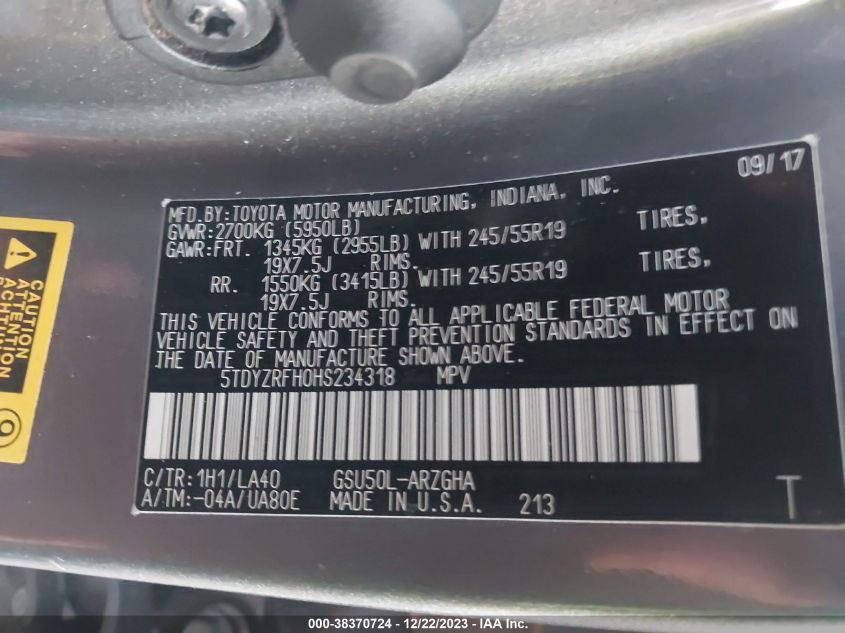 09/17
MFD.BY:TOYOTA MOTOR MANUFACTURING, INDIANA, INC.
GVWR:2700KG (5950LB)
GAWR:FRT. 1345KG (2955LB) WITH 245/55R19 TIRES,
19X7.5J RIMS.
RR. 1550KG (3415LB) WITH 245/55R19 TIRES,
19X7.5J RIMS.
THIS VEHICLE CONFORMS TO ALL APPLICABLE FEDERAL MOTOR
VEHICLE SAFETY AND THEFT PREVENTION STANDARDS IN EFFECT ON
THE DATE OF MANUFACTURE SHOWN ABOVE.
5TDYZRFH0HS234318 MPV
C/TR:1H1/LA40 GSU50L-ARZGHA
A/TM:-04A/UA80E MADE IN U.S.A. 213 T
CAUTION
ATTENTION
ACHTUNG
000-38370724 - 12/22/2023 - IAA Inc.